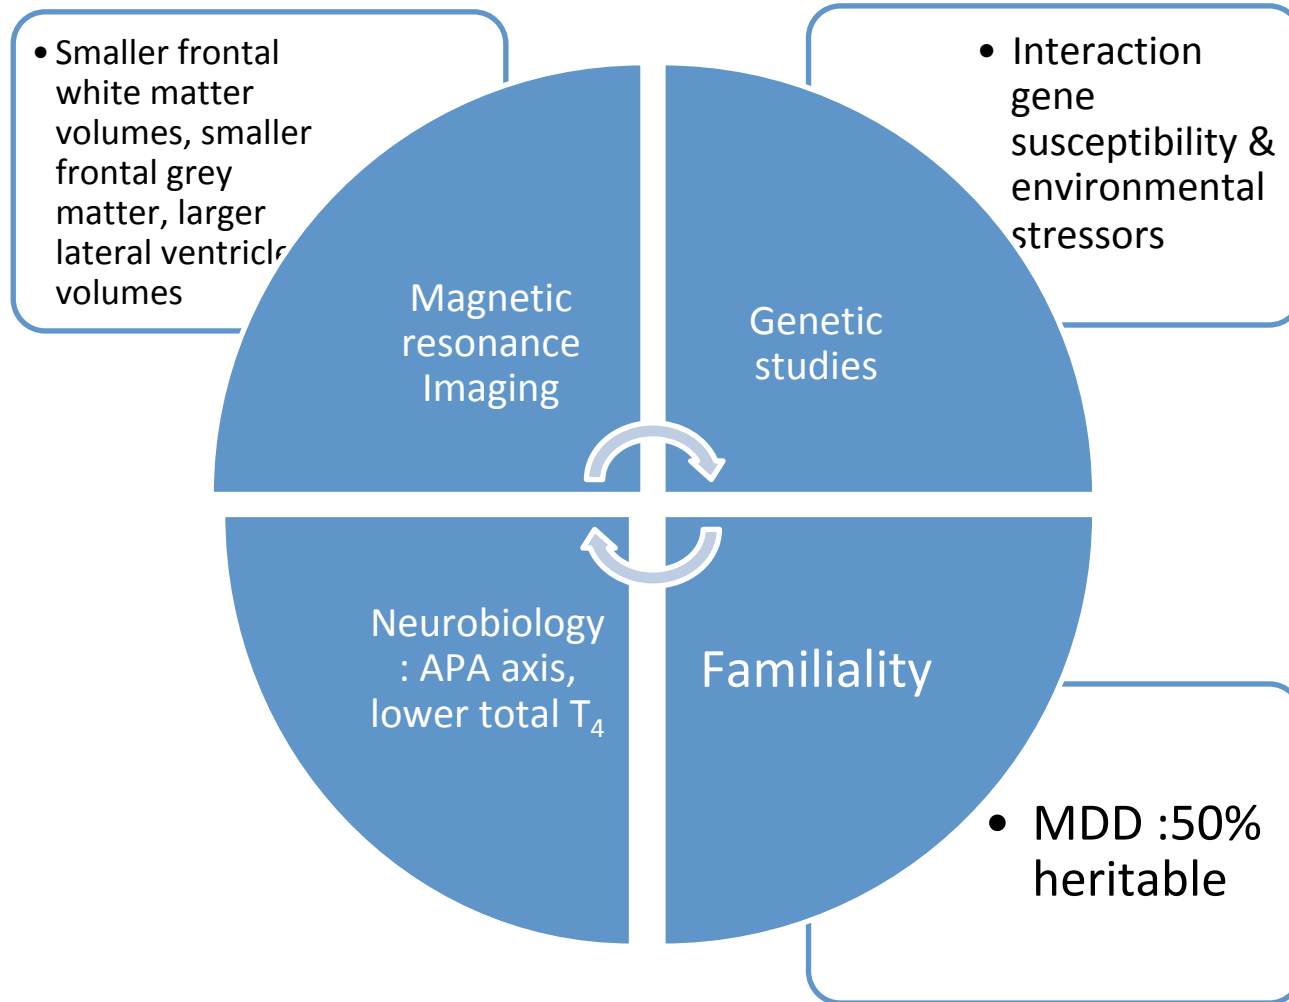 • Smaller frontal
white matter
volumes, smaller
frontal grey
matter, larger
lateral ventricle
volumes
Magnetic
resonance
Imaging
• Interaction
gene
susceptibility &
environmental
stressors
Genetic
studies
Neurobiology
: APA axis,
lower total T₄
Familiality
• MDD :50%
heritable